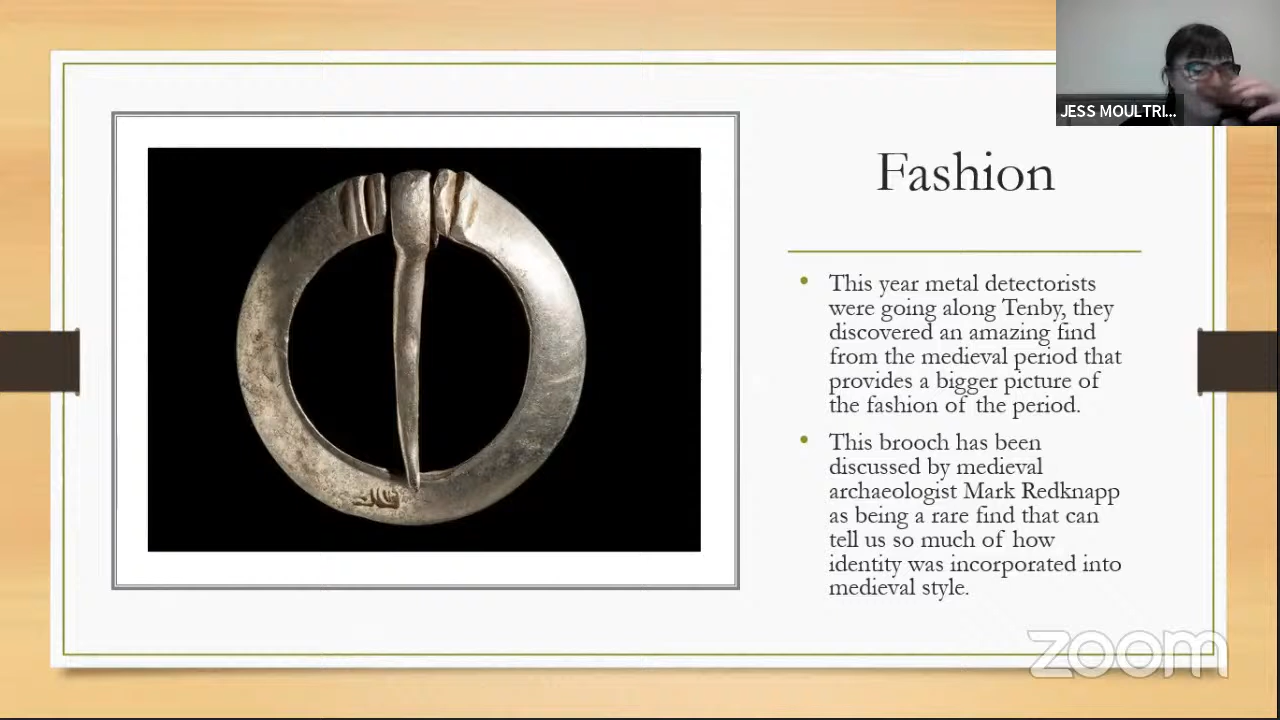 JESS MOULTRI...
Fashion
• This year metal detectorists
were going along Tenby, they
discovered an amazing find
from the medieval period that
provides a bigger picture of
the fashion of the period.
• This brooch has been
discussed by medieval
archaeologist Mark Redknapp
as being a rare find that can
tell us so much of how
identity was incorporated into
medieval style.
zoom